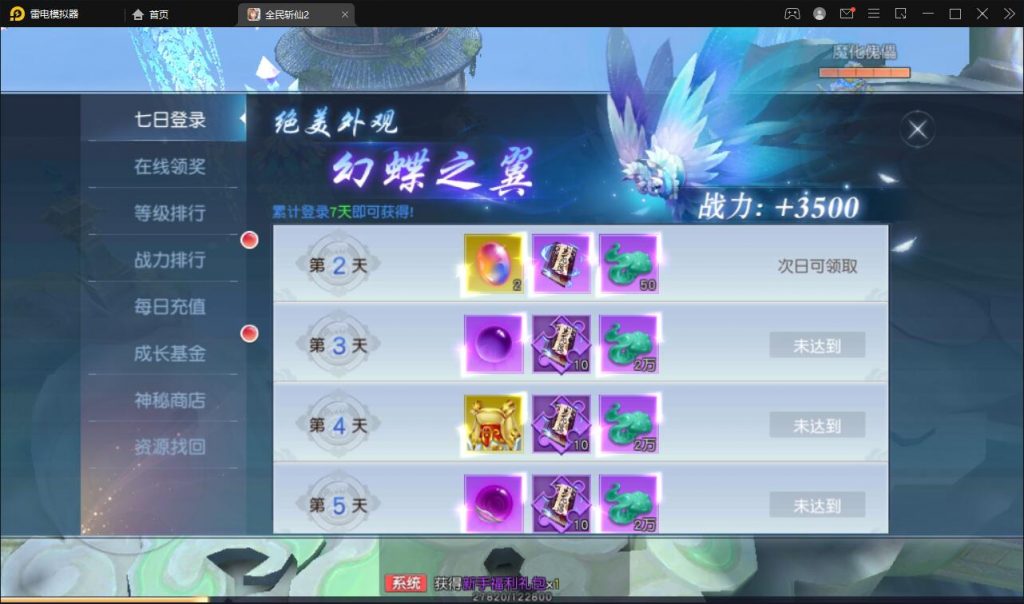 雷电模拟器 首页 全民斩仙2
魔化傀儡
七日登录
在线领奖
等级排行
战力排行
每日充值
成长基金
神秘商店
资源找回
绝美外观
幻蝶之翼
战力: +3500
累计登录7天即可获得!
第 2 天 2 50 次日可领取
第 3 天 10 2万 未达到
第 4 天 10 2万 未达到
第 5 天 10 2万 未达到
系统 获得新手福利礼包x1
27820/122800